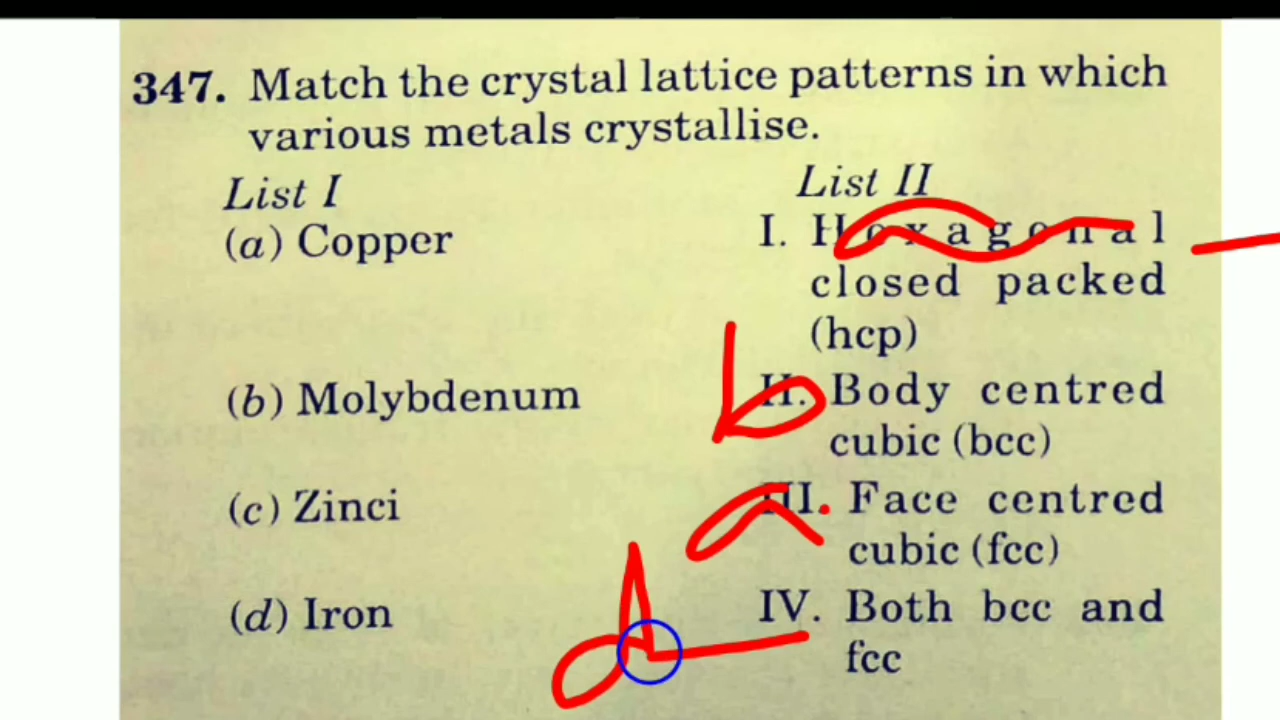 347. Match the crystal lattice patterns in which
various metals crystallise.
List I List II
(a) Copper I. Hexagonal
closed packed
(hcp)
(b) Molybdenum b II. Body centred
cubic (bcc)
(c) Zinci a III. Face centred
cubic (fcc)
(d) Iron d IV. Both bcc and
fcc